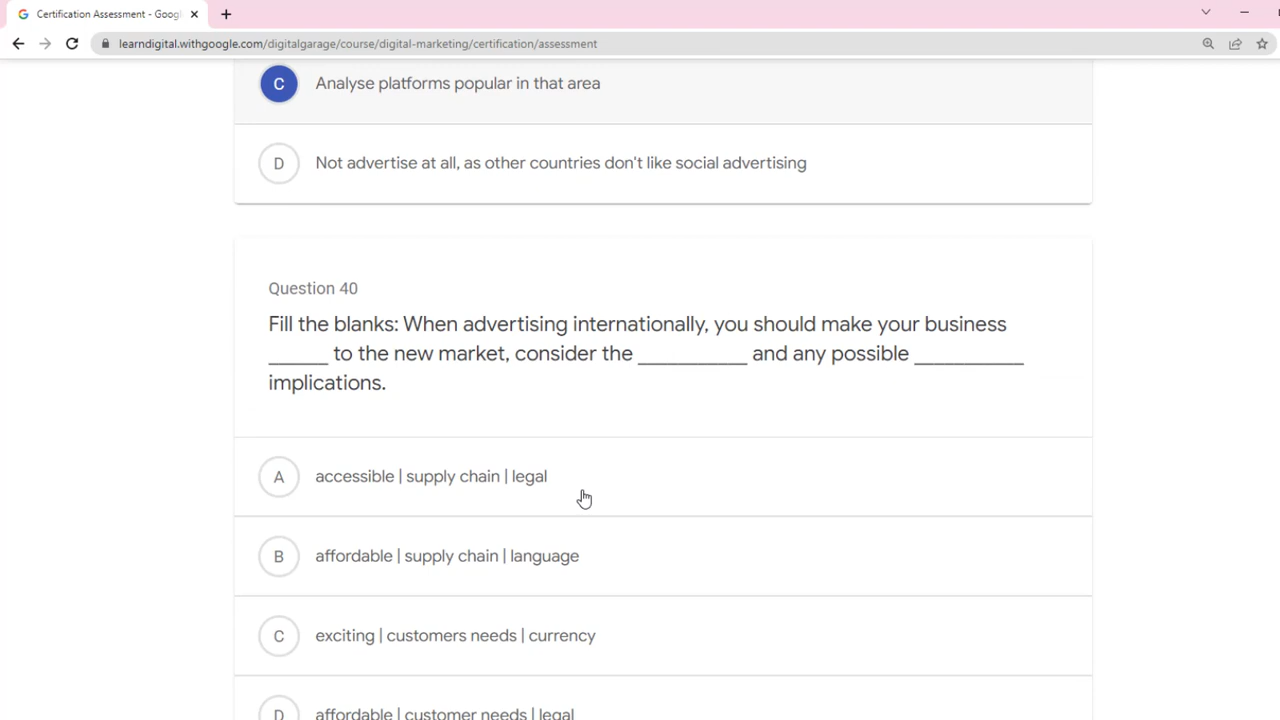 Certification Assessment - Goog
learndigital.withgoogle.com/digitalgarage/course/digital-marketing/certification/assessment
C Analyse platforms popular in that area
D Not advertise at all, as other countries don't like social advertising
Question 40
Fill the blanks: When advertising internationally, you should make your business
______ to the new market, consider the ___________ and any possible ___________
implications.
A accessible | supply chain | legal
B affordable | supply chain | language
C exciting | customers needs | currency
D affordable | customer needs | legal